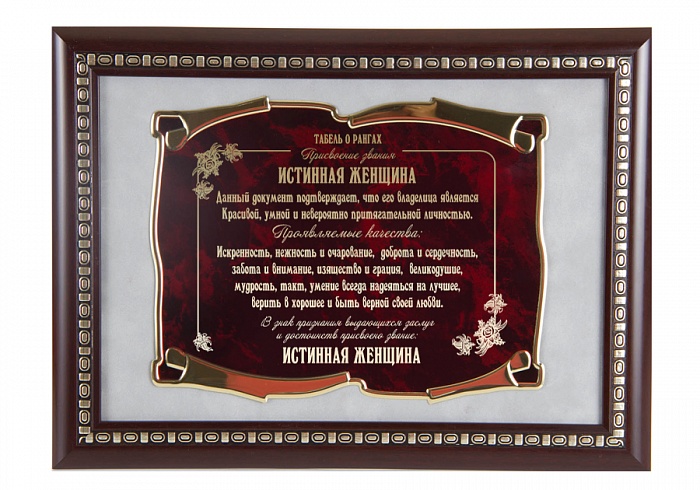 ТАБЕЛЬ О РАНГАХ
Присвоение звания
ИСТИННАЯ ЖЕНЩИНА
Данный документ подтверждает, что его владелица является
Красивой, умной и невероятно притягательной личностью.
Проявляемые качества:
Искренность, нежность и очарование, доброта и сердечность,
забота и внимание, изящество и грация, великодушие,
мудрость, такт, умение всегда надеяться на лучшее,
верить в хорошее и быть верной своей любви.
В знак признания выдающихся заслуг
и достоинств присвоено звание:
ИСТИННАЯ ЖЕНЩИНА